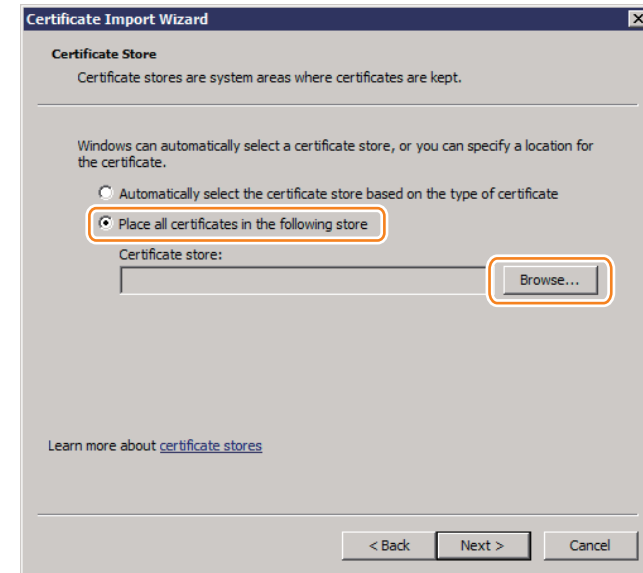 Certificate Import Wizard
Certificate Store
Certificate stores are system areas where certificates are kept.
Windows can automatically select a certificate store, or you can specify a location for
the certificate.
Automatically select the certificate store based on the type of certificate
Place all certificates in the following store
Certificate store:
Browse...
Learn more about certificate stores
< Back Next > Cancel